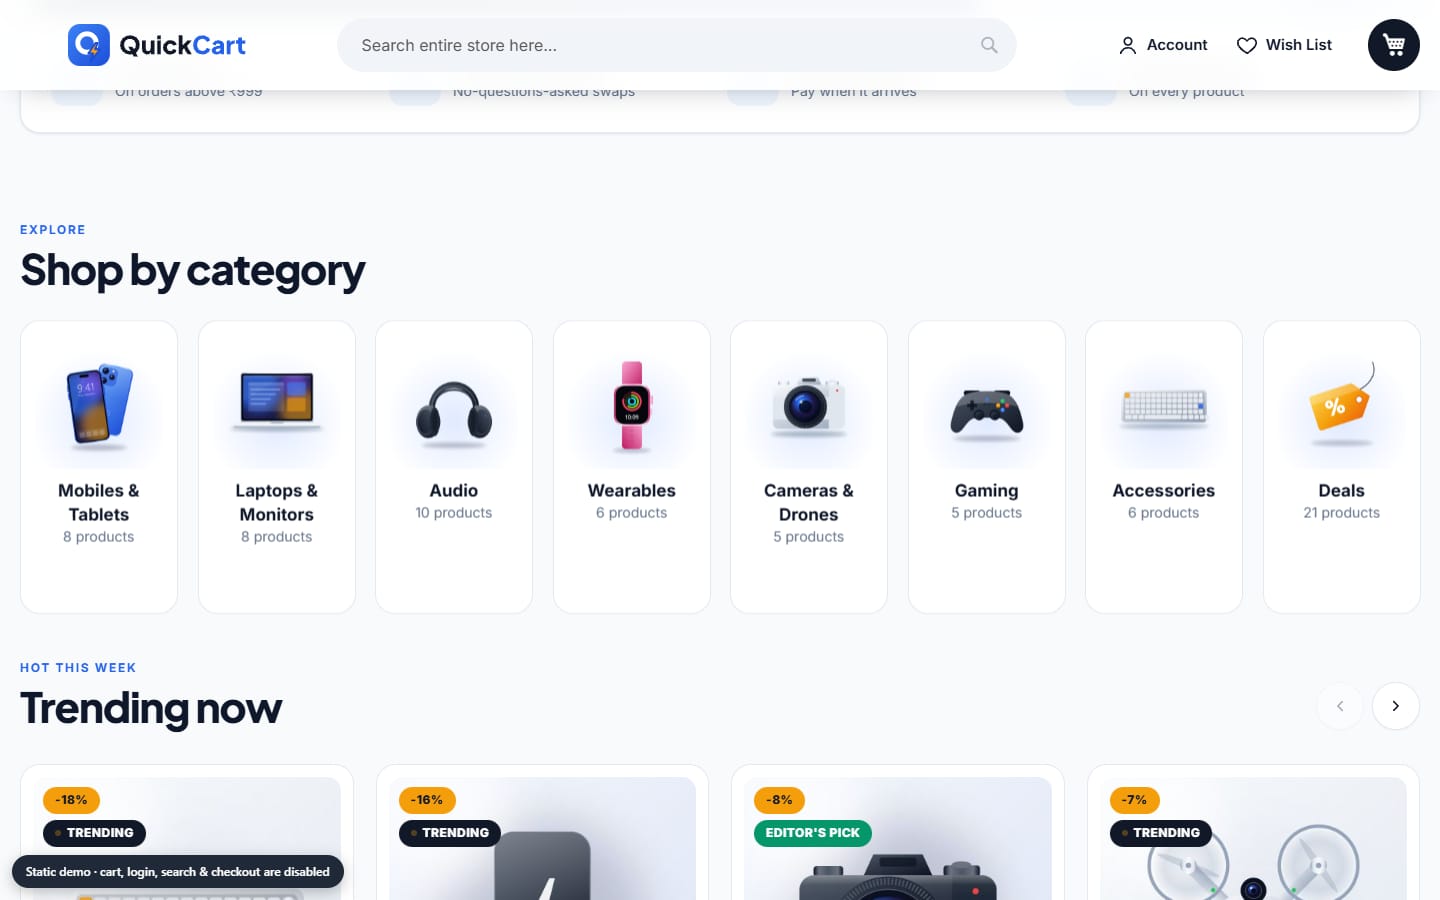 QuickCart
Search entire store here...
Account
Wish List
On orders above ₹999
No-questions-asked swaps
Pay when it arrives
On every product
EXPLORE
Shop by category
9:41
10:09
%
Mobiles &
Tablets
8 products
Laptops &
Monitors
8 products
Audio
10 products
Wearables
6 products
Cameras &
Drones
5 products
Gaming
5 products
Accessories
6 products
Deals
21 products
HOT THIS WEEK
Trending now
-18%
TRENDING
-16%
TRENDING
-8%
EDITOR'S PICK
-7%
TRENDING
Static demo · cart, login, search & checkout are disabled